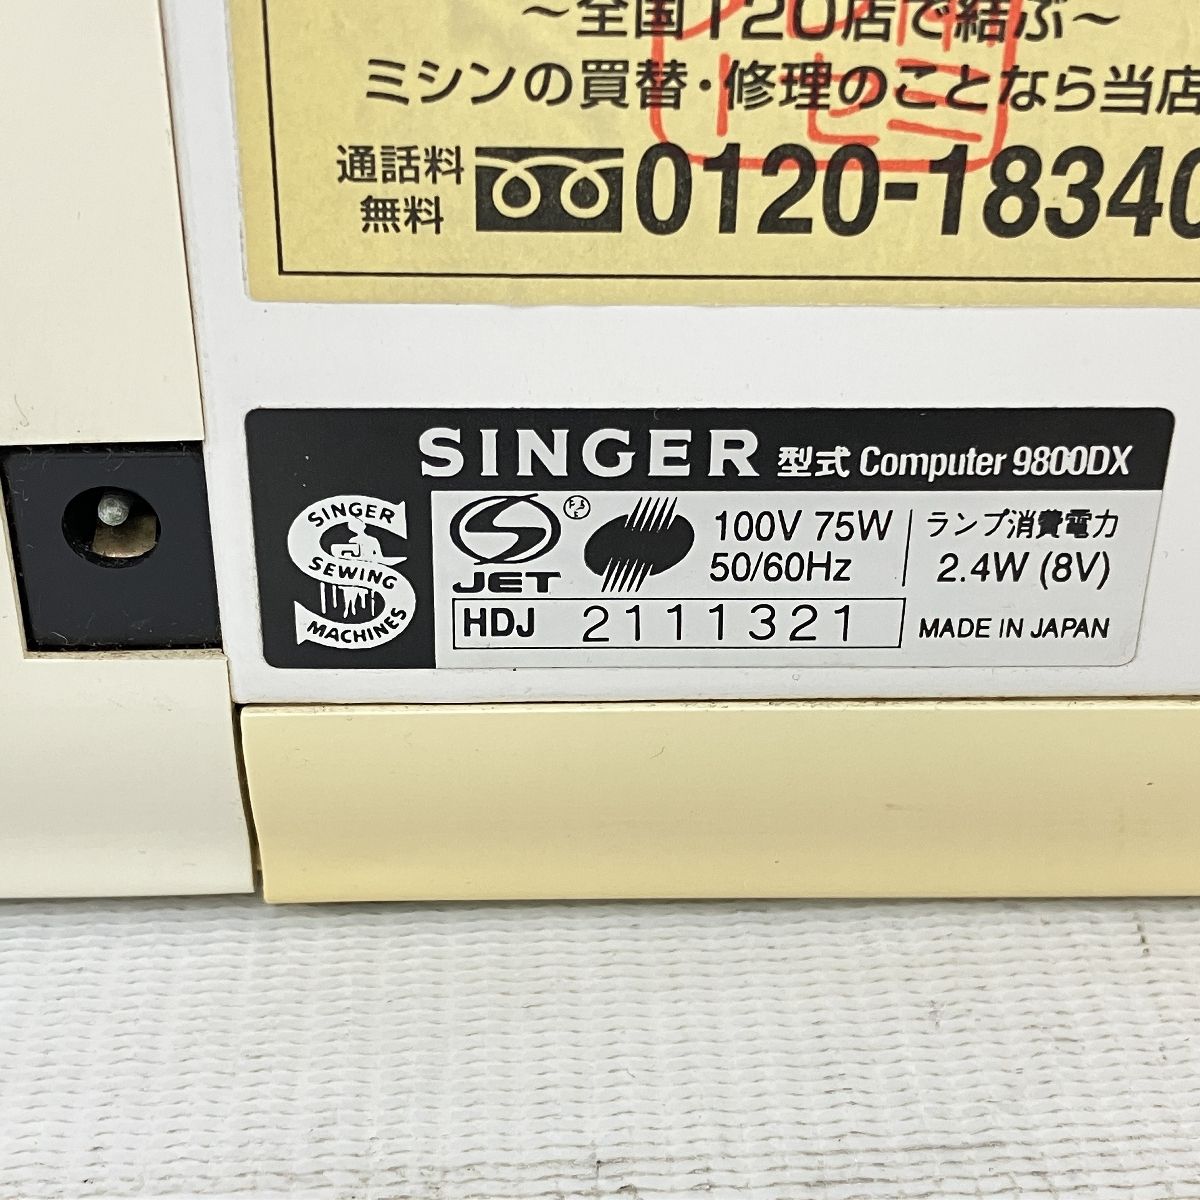 ～全国120店で結ぶ～
ミシンの買替・修理のことなら当店
通話料
無料
0120-18340
SINGER 型式 Computer 9800DX
SINGER
SEWING
MACHINES
JET
100V 75W
50/60Hz
ランプ消費電力
2.4W (8V)
HDJ 2111321
MADE IN JAPAN